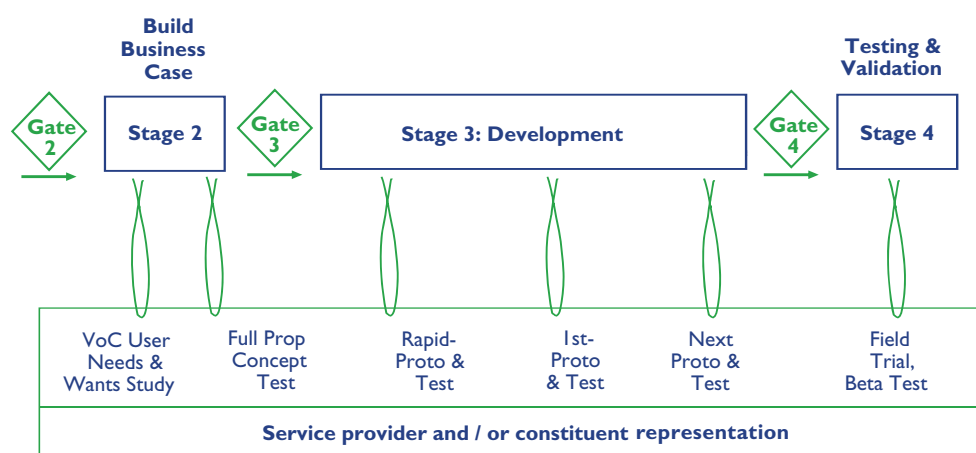 Build
Business
Case
Testing &
Validation
Gate
2
Stage 2
Gate
3
Stage 3: Development
Gate
4
Stage 4
VoC User
Needs &
Wants Study
Full Prop
Concept
Test
Rapid-
Proto &
Test
1st-
Proto
& Test
Next
Proto &
Test
Field
Trial,
Beta Test
Service provider and / or constituent representation